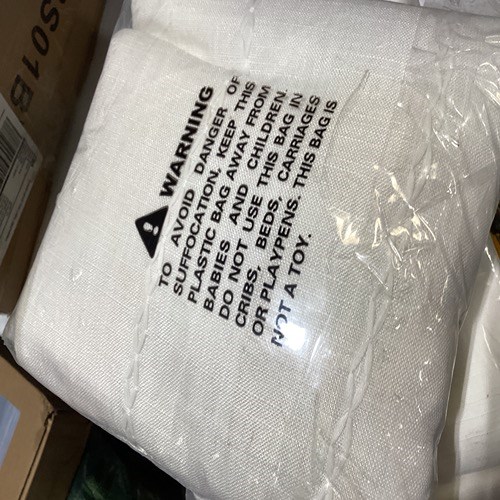 WARNING
TO AVOID DANGER OF
SUFFOCATION, KEEP THIS
PLASTIC BAG AWAY FROM
BABIES AND CHILDREN.
DO NOT USE THIS BAG IN
CRIBS, BEDS, CARRIAGES
OR PLAYPENS. THIS BAG IS
NOT A TOY.
S01B